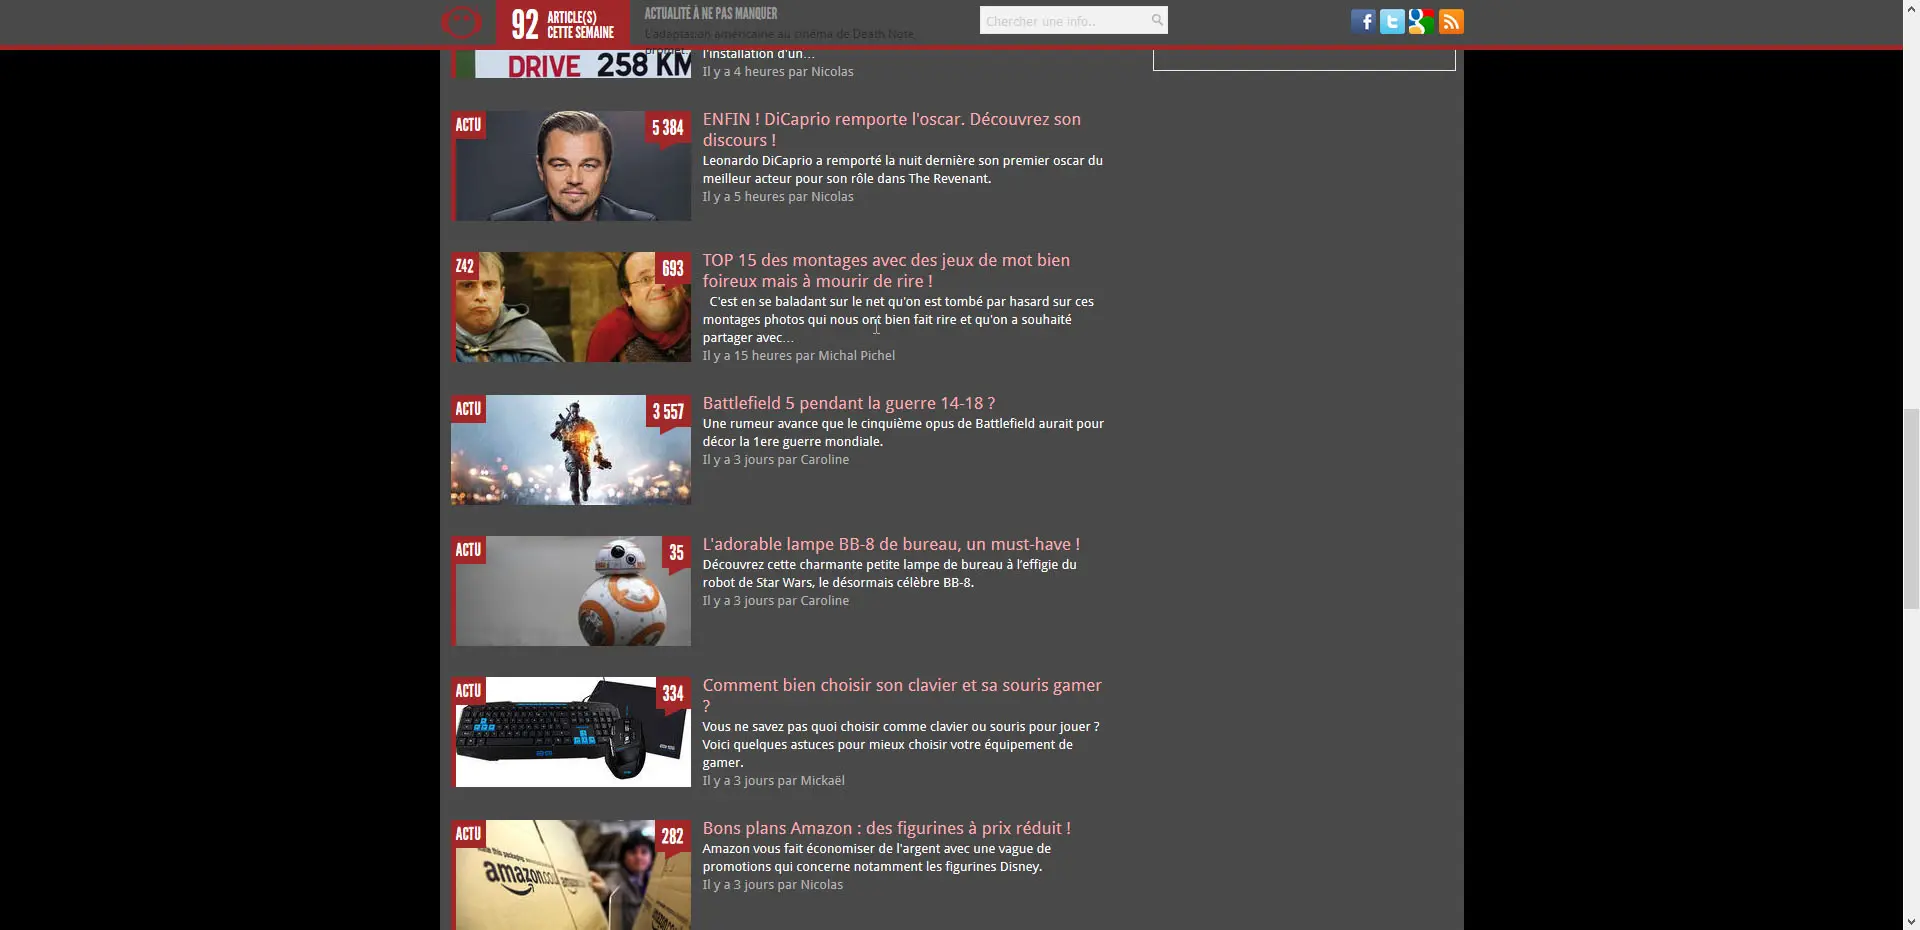 92
ARTICLE(S)
CETTE SEMAINE
ACTUALITÉ À NE PAS MANQUER
L'adaptation américaine au cinéma de Death Note
promet
Chercher une info..
DRIVE 258 KM
l'installation d'un...
Il y a 4 heures par Nicolas
ACTU
5 384
ENFIN ! DiCaprio remporte l'oscar. Découvrez son
discours !
Leonardo DiCaprio a remporté la nuit dernière son premier oscar du
meilleur acteur pour son rôle dans The Revenant.
Il y a 5 heures par Nicolas
Z42
693
TOP 15 des montages avec des jeux de mot bien
foireux mais à mourir de rire !
C'est en se baladant sur le net qu'on est tombé par hasard sur ces
montages photos qui nous ont bien fait rire et qu'on a souhaité
partager avec...
Il y a 15 heures par Michal Pichel
ACTU
3 557
Battlefield 5 pendant la guerre 14-18 ?
Une rumeur avance que le cinquième opus de Battlefield aurait pour
décor la 1ere guerre mondiale.
Il y a 3 jours par Caroline
ACTU
35
L'adorable lampe BB-8 de bureau, un must-have !
Découvrez cette charmante petite lampe de bureau à l'effigie du
robot de Star Wars, le désormais célèbre BB-8.
Il y a 3 jours par Caroline
ACTU
334
Comment bien choisir son clavier et sa souris gamer
?
Vous ne savez pas quoi choisir comme clavier ou souris pour jouer ?
Voici quelques astuces pour mieux choisir votre équipement de
gamer.
Il y a 3 jours par Mickaël
ACTU
282
amazon.co
Bons plans Amazon : des figurines à prix réduit !
Amazon vous fait économiser de l'argent avec une vague de
promotions qui concerne notamment les figurines Disney.
Il y a 3 jours par Nicolas